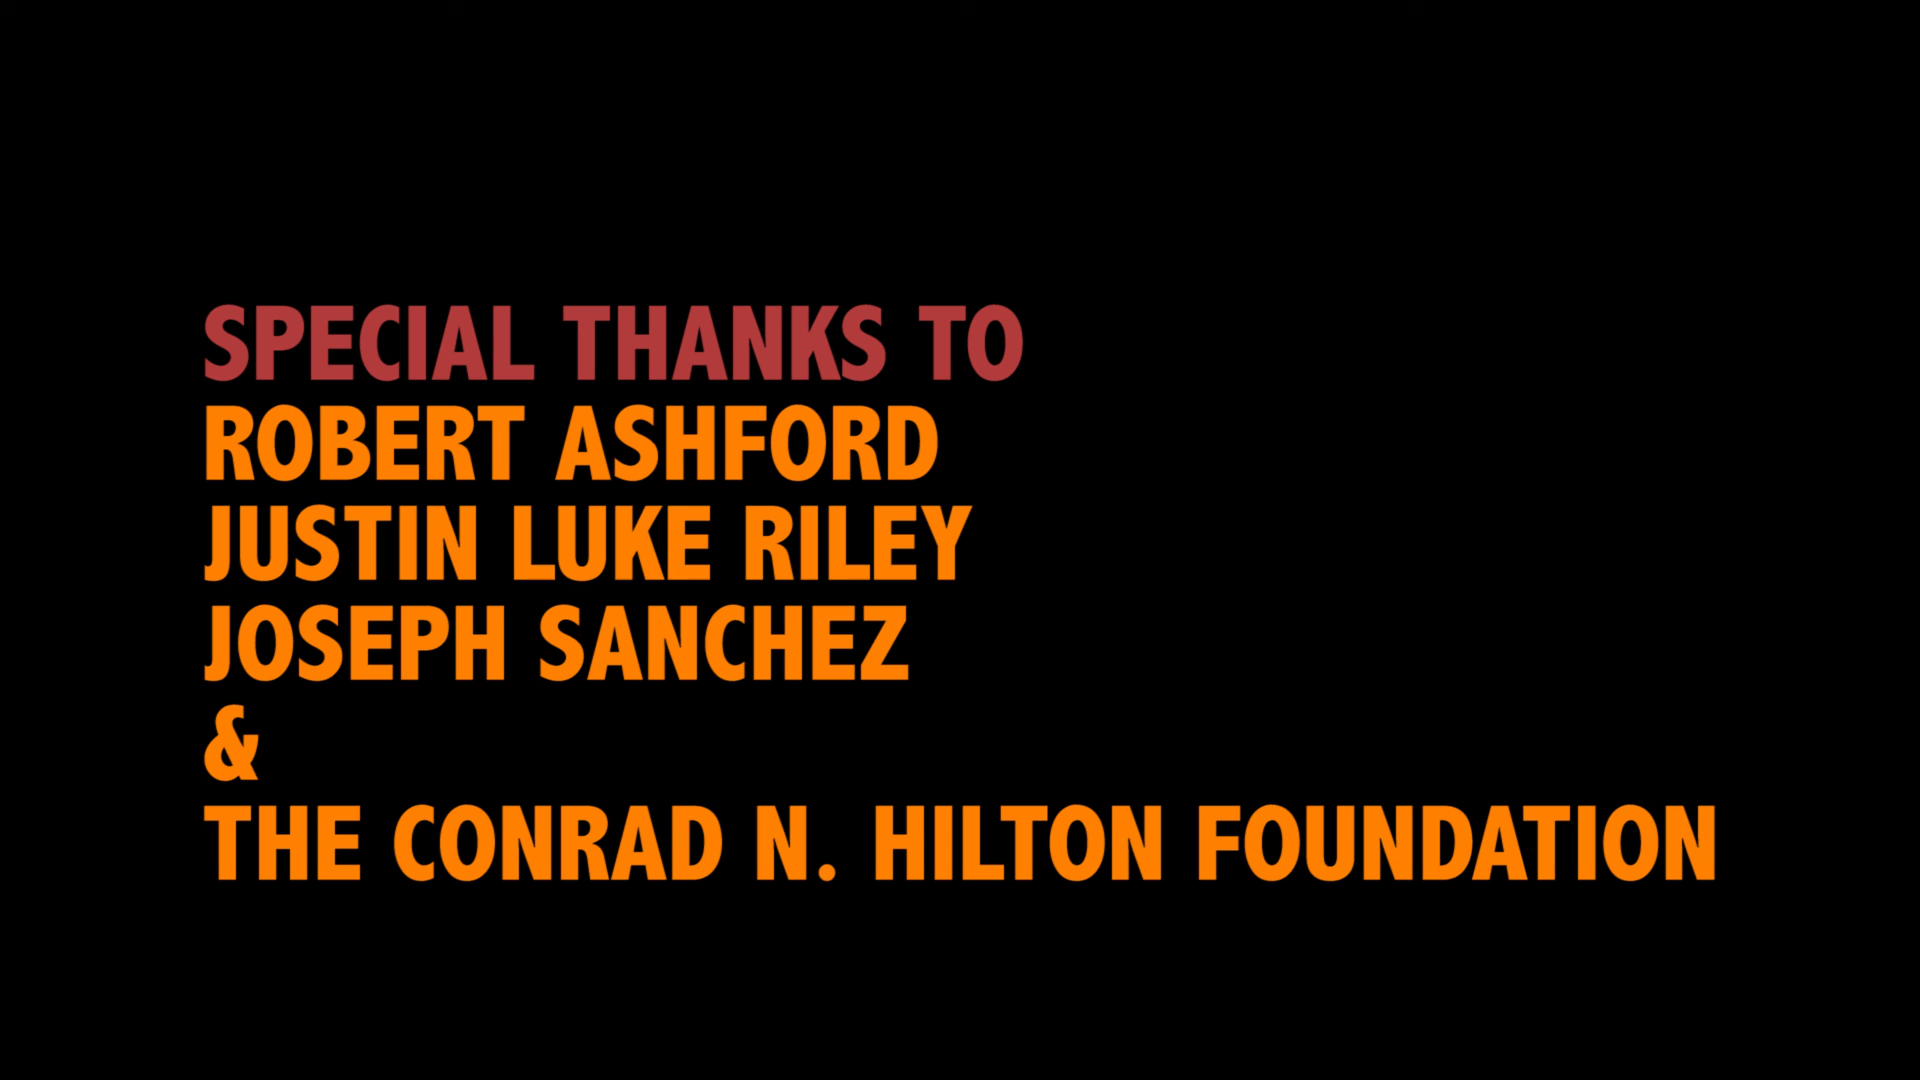 SPECIAL THANKS TO
ROBERT ASHFORD
JUSTIN LUKE RILEY
JOSEPH SANCHEZ
&
THE CONRAD N. HILTON FOUNDATION